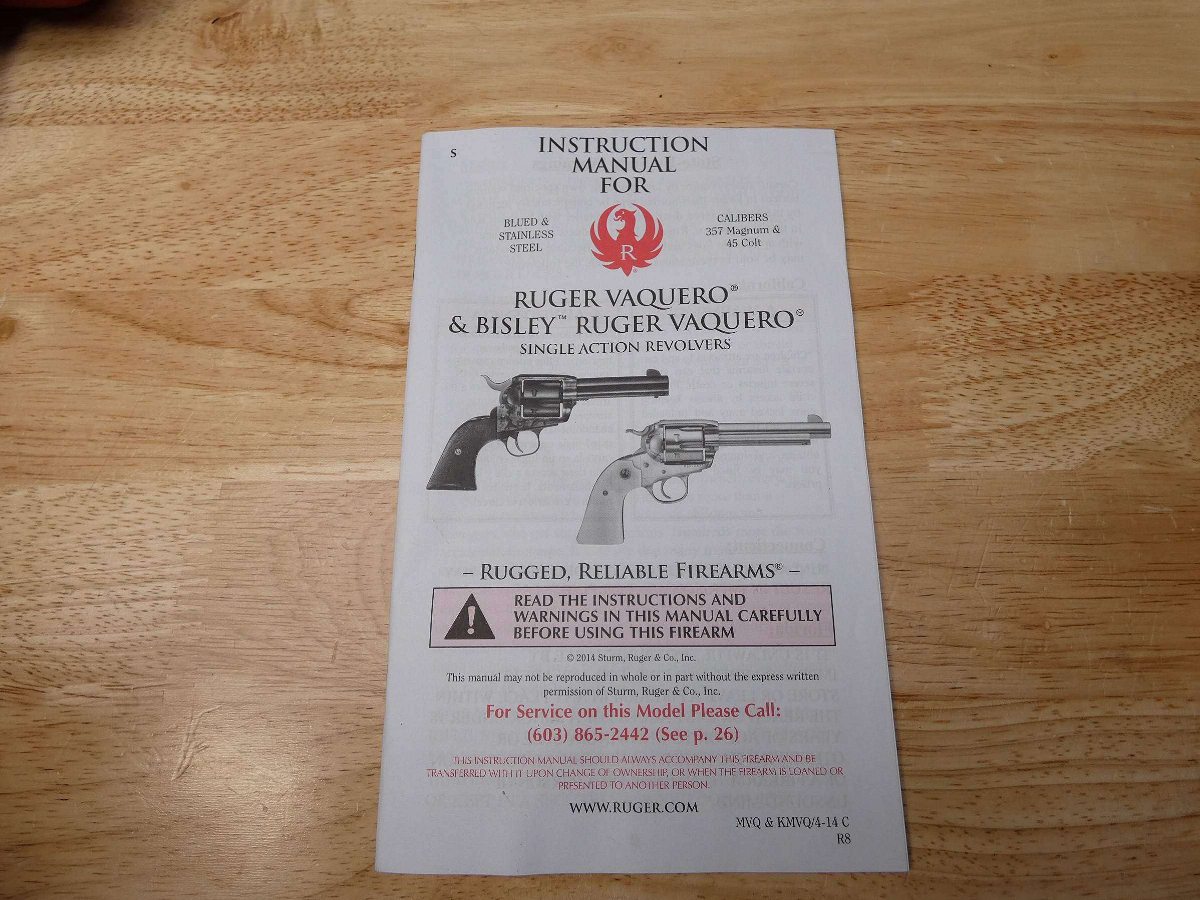 S
INSTRUCTION
MANUAL
FOR
BLUED &
STAINLESS
STEEL
R
CALIBERS
357 Magnum &
45 Colt
RUGER VAQUERO®
& BISLEY™ RUGER VAQUERO®
SINGLE ACTION REVOLVERS
– RUGGED, RELIABLE FIREARMS® –
READ THE INSTRUCTIONS AND
WARNINGS IN THIS MANUAL CAREFULLY
BEFORE USING THIS FIREARM
© 2014 Sturm, Ruger & Co., Inc.
This manual may not be reproduced in whole or in part without the express written
permission of Sturm, Ruger & Co., Inc.
For Service on this Model Please Call:
(603) 865-2442 (See p. 26)
THIS INSTRUCTION MANUAL SHOULD ALWAYS ACCOMPANY THIS FIREARM AND BE
TRANSFERRED WITH IT UPON CHANGE OF OWNERSHIP, OR WHEN THE FIREARM IS LOANED OR
PRESENTED TO ANOTHER PERSON.
WWW.RUGER.COM
MVQ & KMVQ/4-14 C
R8